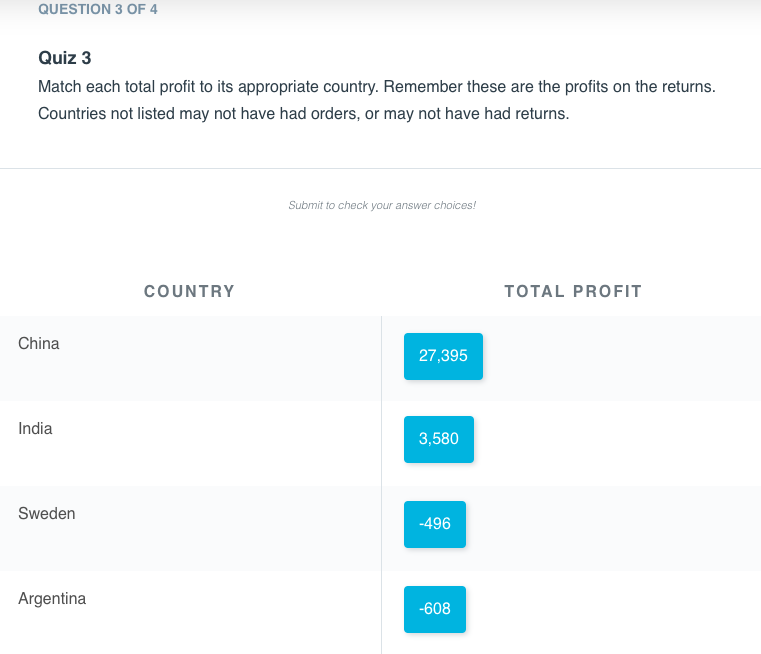 QUESTION 3 OF 4
Quiz 3
Match each total profit to its appropriate country. Remember these are the profits on the returns.
Countries not listed may not have had orders, or may not have had returns.
Submit to check your answer choices!
COUNTRY TOTAL PROFIT
China 27,395
India 3,580
Sweden -496
Argentina -608